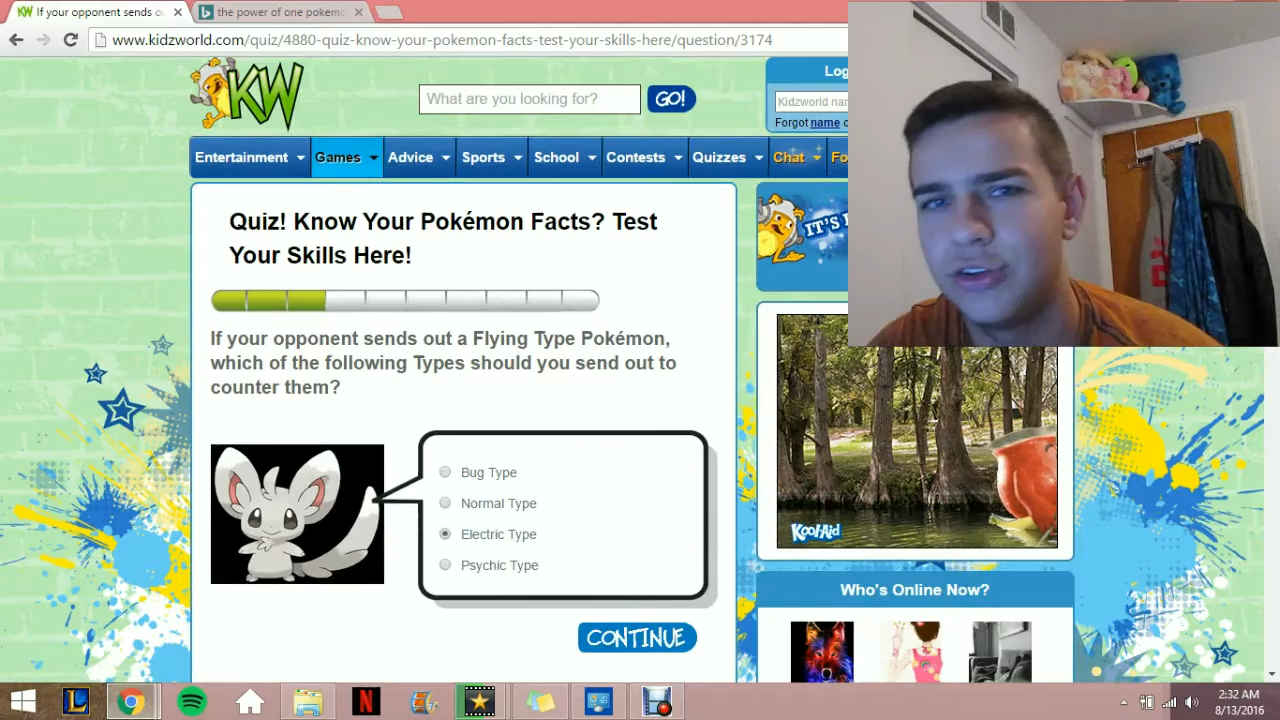 If your opponent sends o
the power of one pokem
www.kidzworld.com/quiz/4880-quiz-know-your-pokemon-facts-test-your-skills-here/question/3174
KW
What are you looking for?
GO!
Log
Kidzworld nam
Forgot name o
Entertainment
Games
Advice
Sports
School
Contests
Quizzes
Chat
Fo
Quiz! Know Your Pokémon Facts? Test
Your Skills Here!
IT'S
If your opponent sends out a Flying Type Pokémon,
which of the following Types should you send out to
counter them?
Bug Type
Normal Type
Electric Type
Psychic Type
CONTINUE
Kool-Aid
Who's Online Now?
2:32 AM
8/13/2016